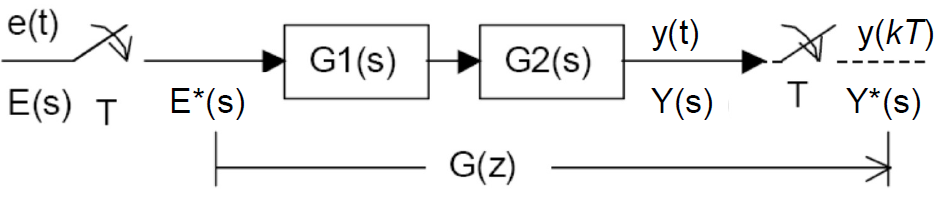 e(t) y(t) y(kT)
G1(s) G2(s)
E(s) T E*(s) Y(s) T Y*(s)
G(z)